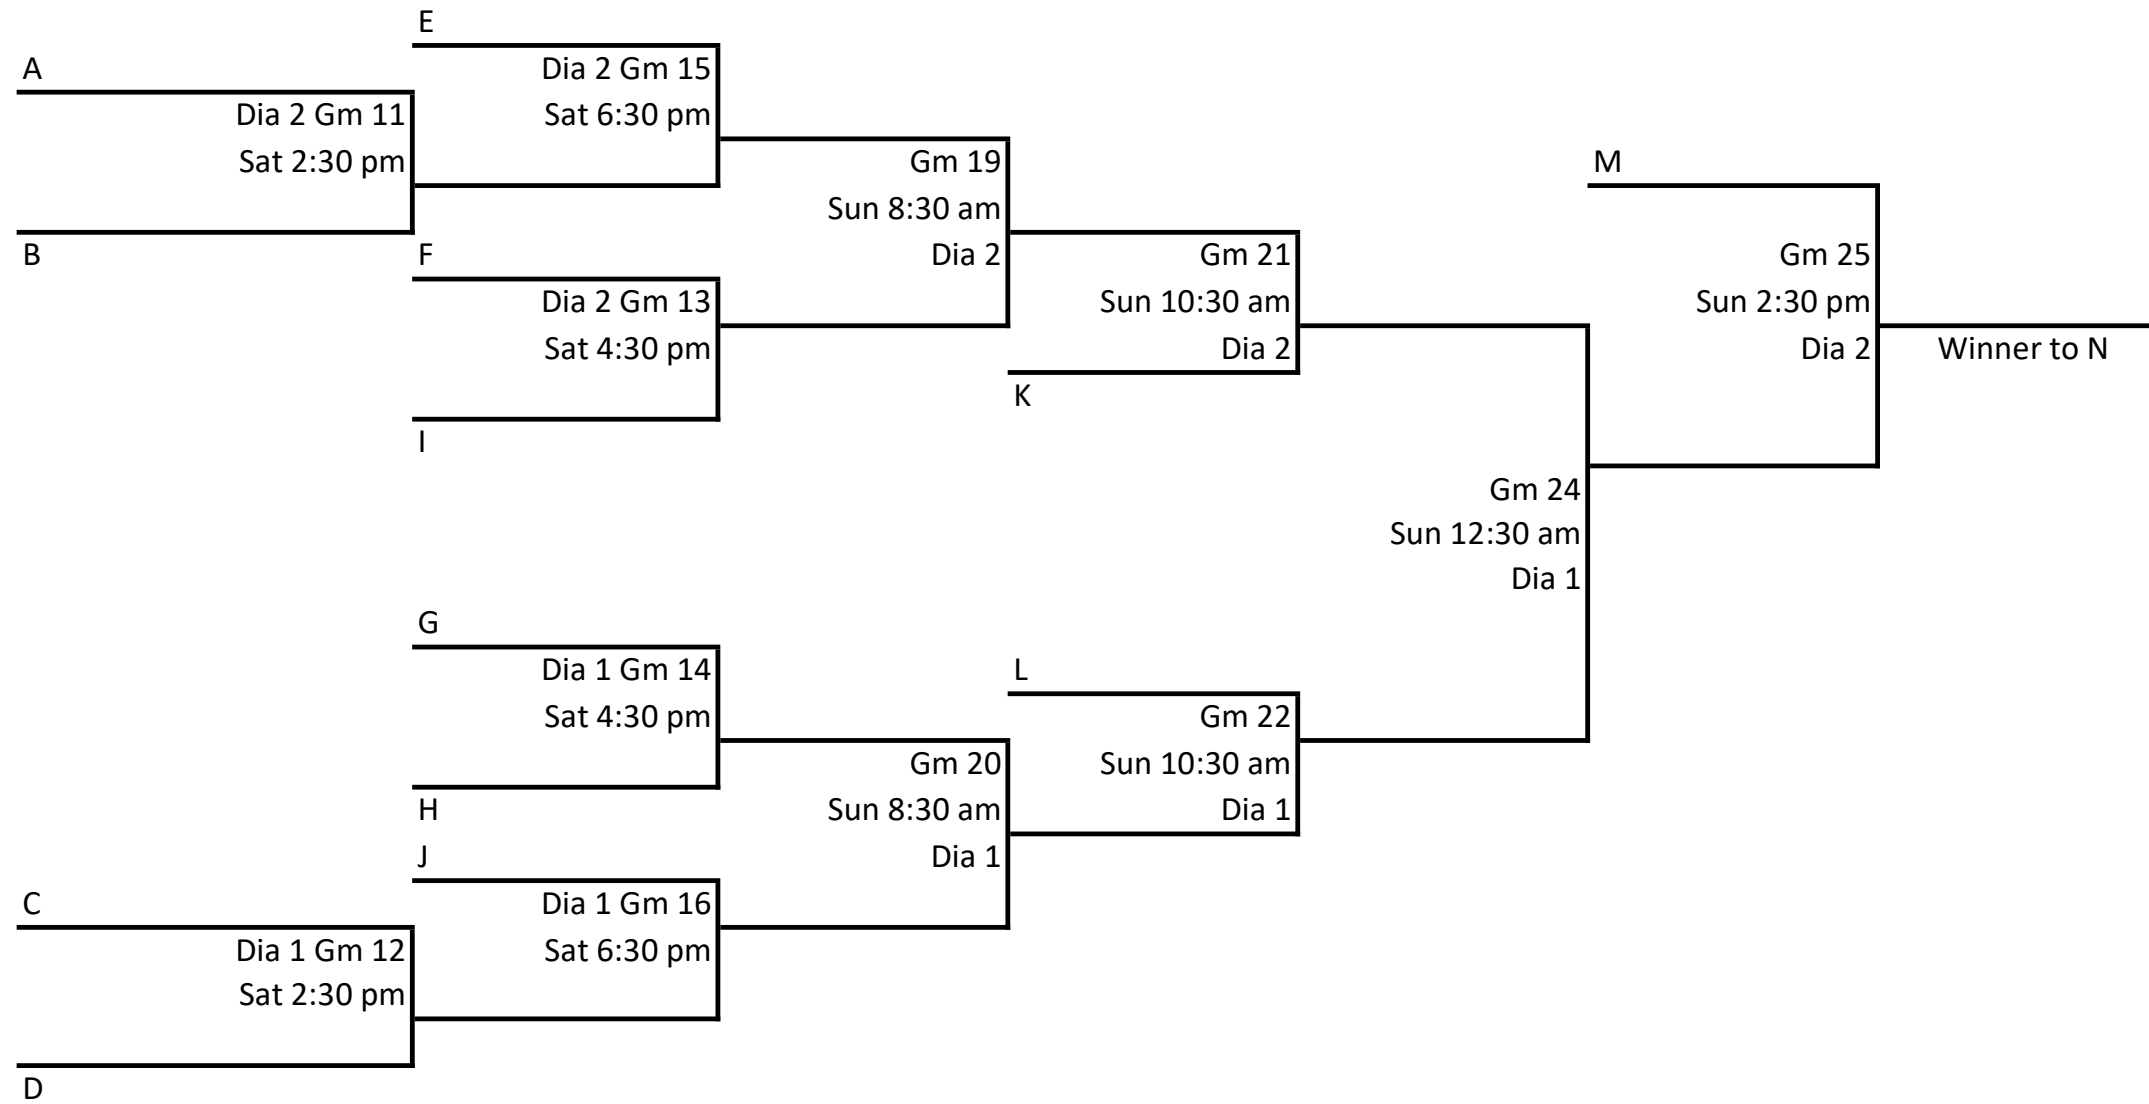 E
A
Dia 2 Gm 15
Dia 2 Gm 11
Sat 6:30 pm
Sat 2:30 pm
Gm 19
M
Sun 8:30 am
B
F
Dia 2
Gm 21
Gm 25
Dia 2 Gm 13
Sun 10:30 am
Sun 2:30 pm
Sat 4:30 pm
Dia 2
Dia 2
Winner to N
K
I
Gm 24
Sun 12:30 am
Dia 1
G
Dia 1 Gm 14
L
Sat 4:30 pm
Gm 22
Gm 20
Sun 10:30 am
H
Sun 8:30 am
Dia 1
J
Dia 1
C
Dia 1 Gm 16
Dia 1 Gm 12
Sat 6:30 pm
Sat 2:30 pm
D